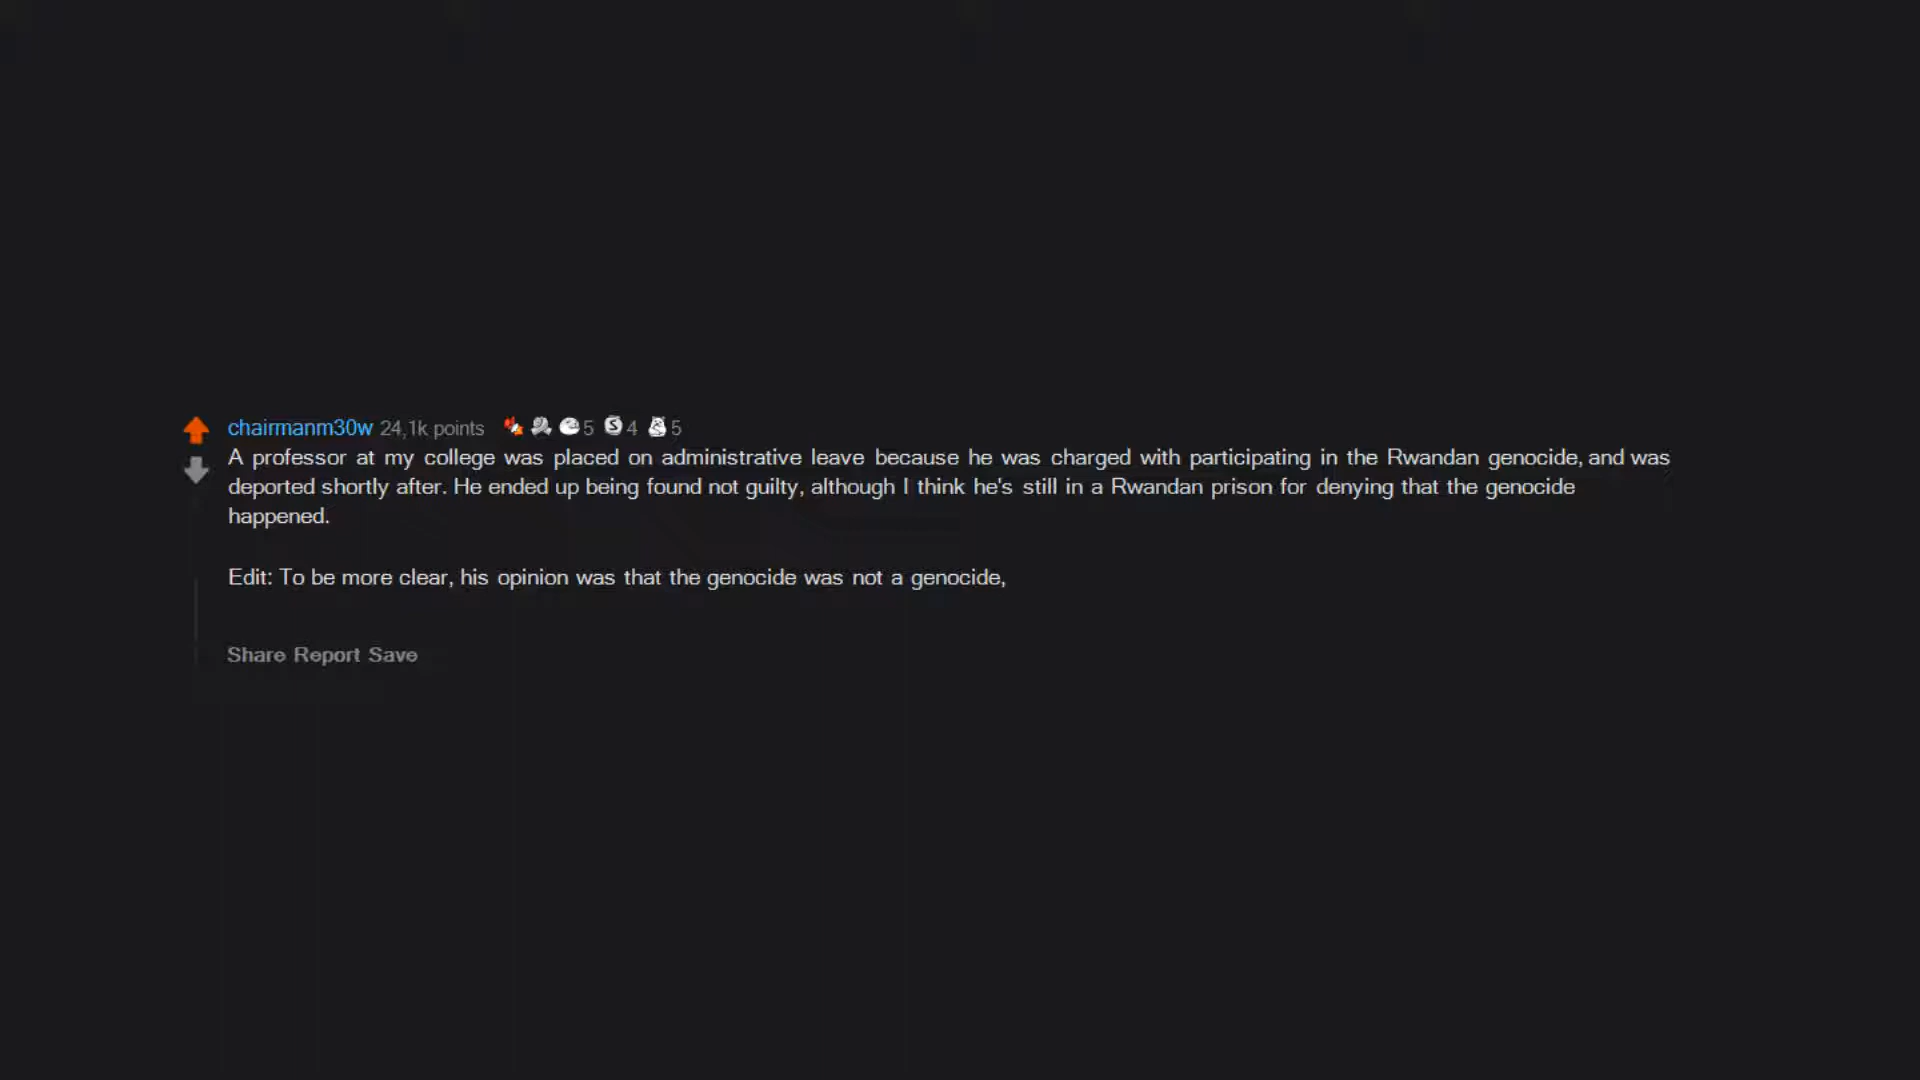 chairmanm30w 24,1k points 5 4 5
A professor at my college was placed on administrative leave because he was charged with participating in the Rwandan genocide, and was
deported shortly after. He ended up being found not guilty, although I think he's still in a Rwandan prison for denying that the genocide
happened.
Edit: To be more clear, his opinion was that the genocide was not a genocide,
Share Report Save